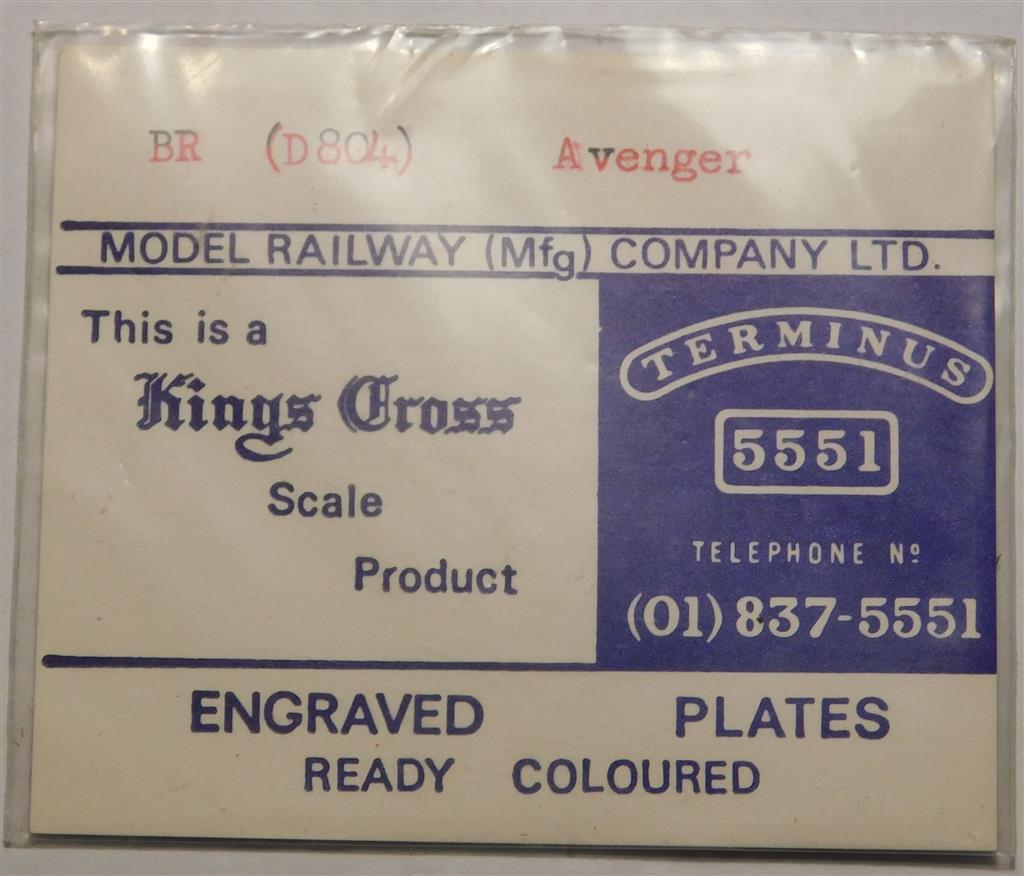 BR (D804) Avenger
MODEL RAILWAY (Mfg) COMPANY LTD.
This is a
Kings Cross
Scale
Product
TERMINUS
5551
TELEPHONE Nº
(01) 837-5551
ENGRAVED PLATES
READY COLOURED